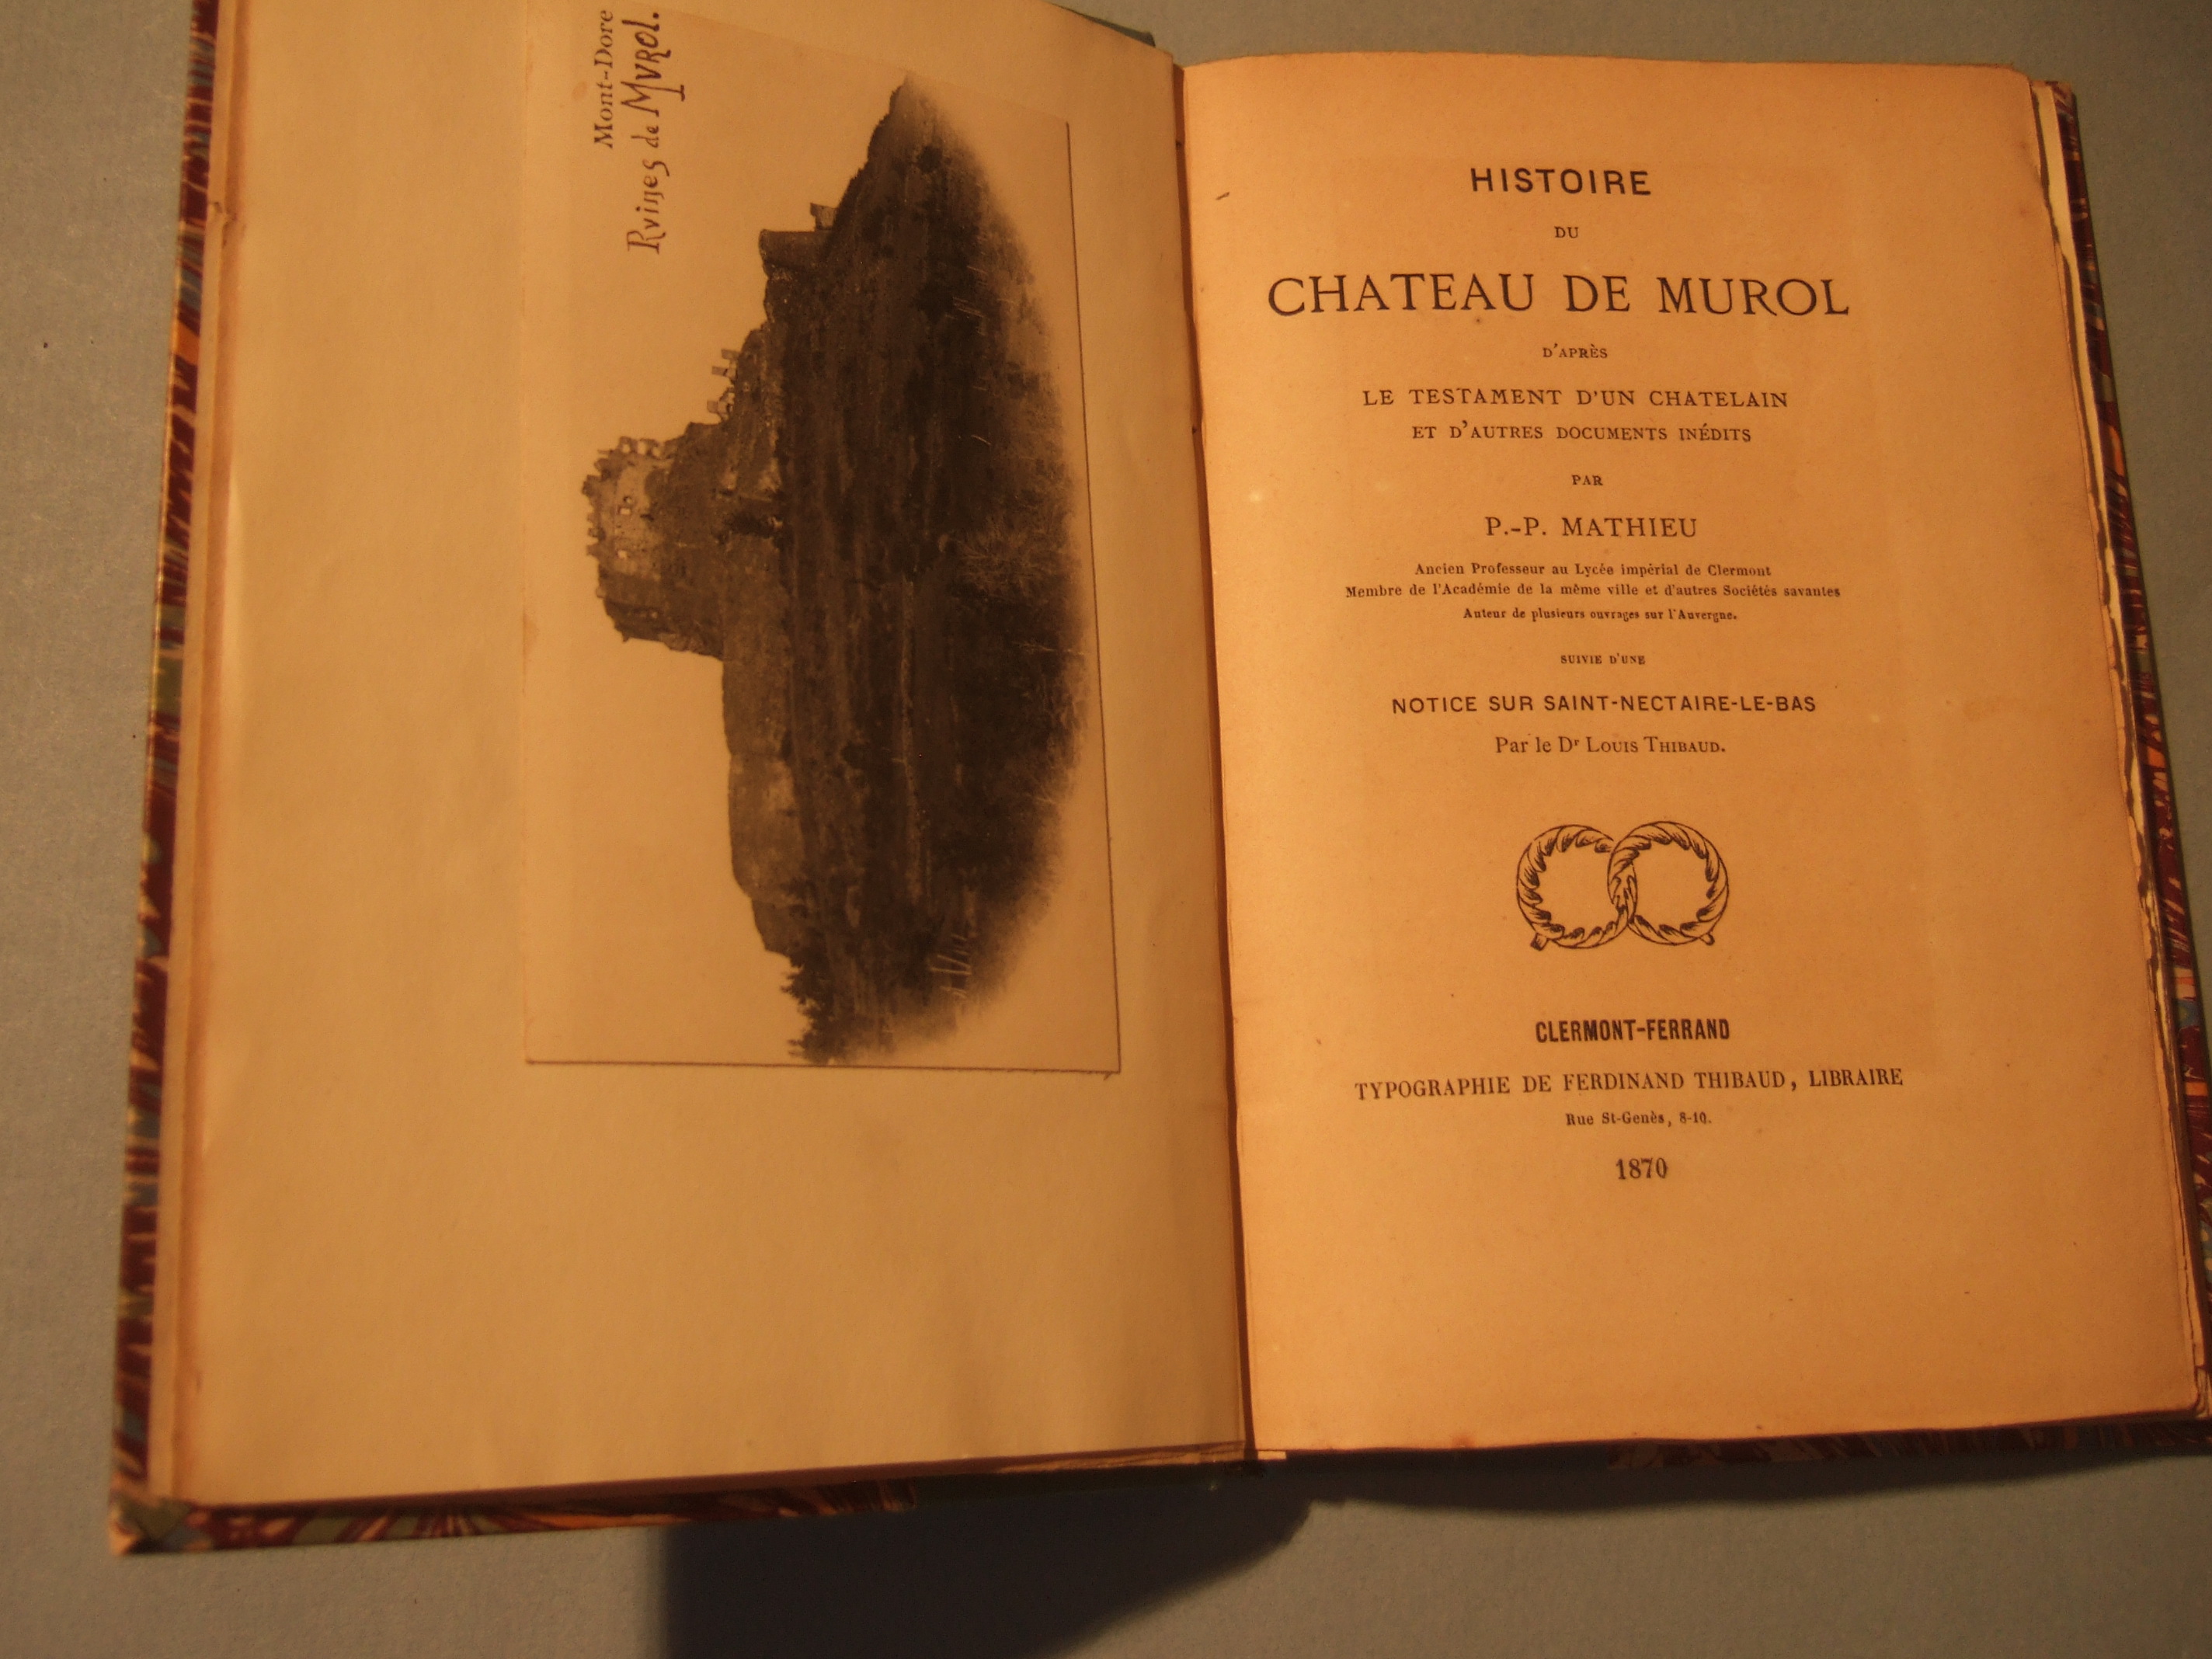 Mont-Dore
Ruines de MUROL.
HISTOIRE
DU
CHATEAU DE MUROL
D'APRÈS
LE TESTAMENT D'UN CHATELAIN
ET D'AUTRES DOCUMENTS INÉDITS
PAR
P.-P. MATHIEU
Ancien Professeur au Lycée impérial de Clermont
Membre de l'Académie de la même ville et d'autres Sociétés savantes
Auteur de plusieurs ouvrages sur l'Auvergne.
SUIVIE D'UNE
NOTICE SUR SAINT-NECTAIRE-LE-BAS
Par le Dr LOUIS THIBAUD.
CLERMONT-FERRAND
TYPOGRAPHIE DE FERDINAND THIBAUD, LIBRAIRE
Rue St-Genès, 8-10.
1870